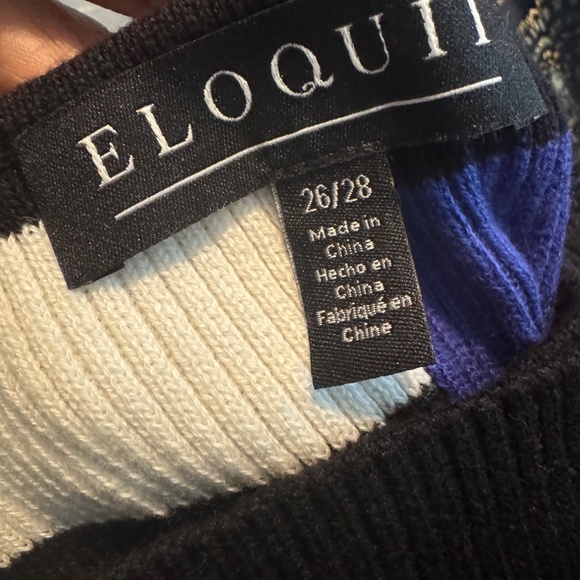 ELOQUII
26/28
Made in
China
Hecho en
China
Fabriqué en
Chine